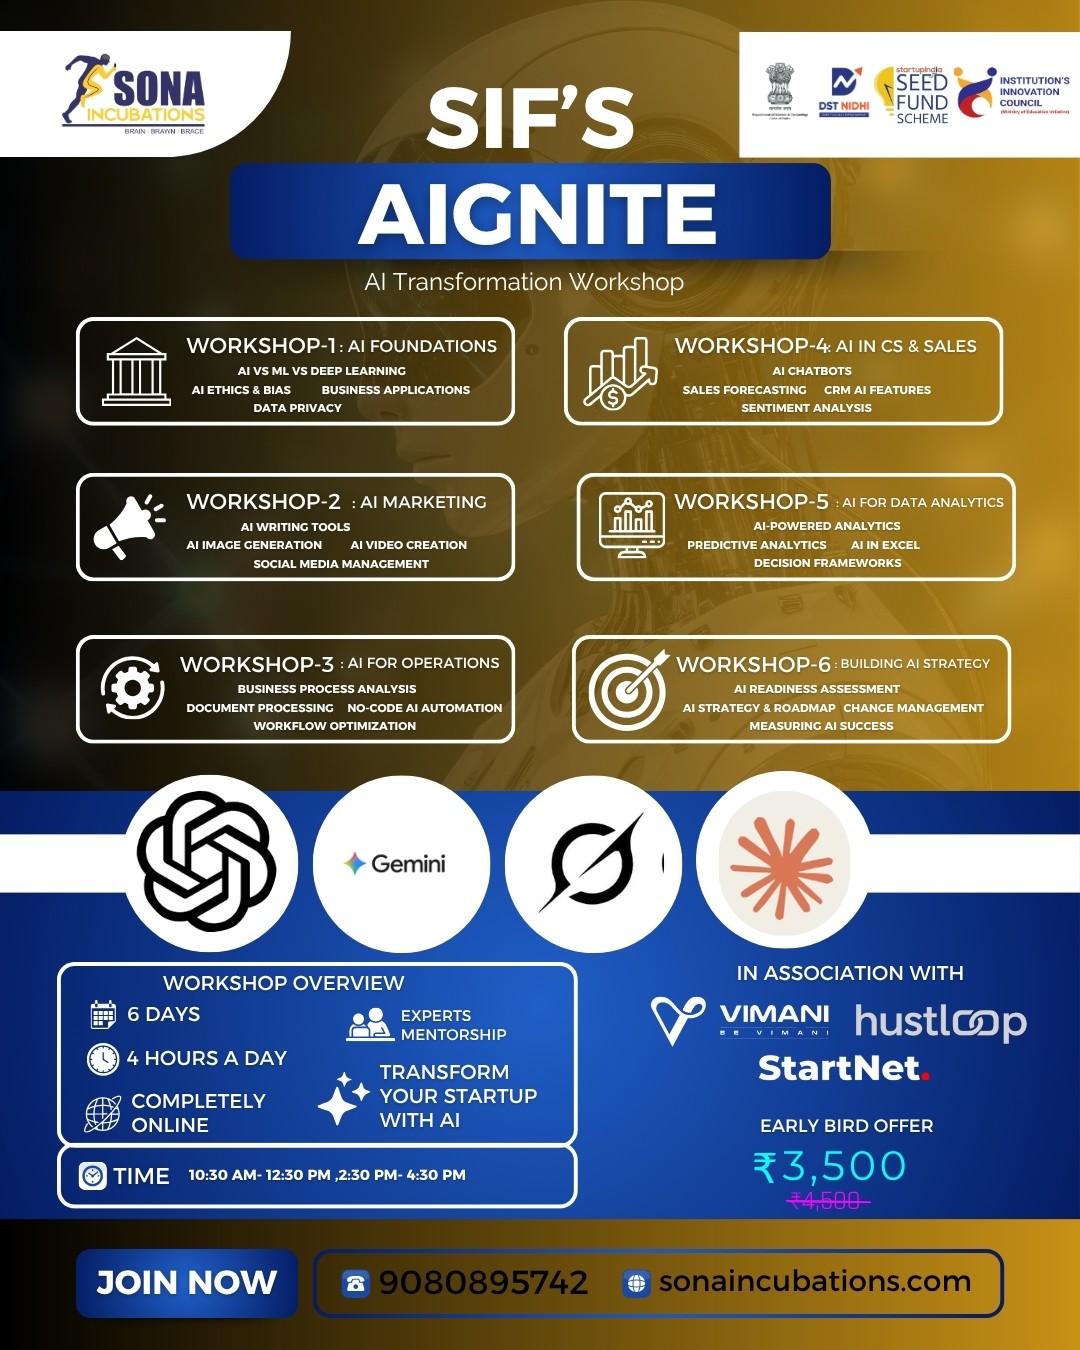 SONA
INCUBATIONS
BRAIN | BRAWN | BRACE
DST NIDHI
startupindia
SEED
FUND
SCHEME
INSTITUTION'S
INNOVATION
COUNCIL
(Ministry of Education Initiative)
SIF'S
AIGNITE
AI Transformation Workshop
WORKSHOP-1 : AI FOUNDATIONS
AI VS ML VS DEEP LEARNING
AI ETHICS & BIAS BUSINESS APPLICATIONS
DATA PRIVACY
WORKSHOP-4: AI IN CS & SALES
AI CHATBOTS
SALES FORECASTING CRM AI FEATURES
SENTIMENT ANALYSIS
WORKSHOP-2 : AI MARKETING
AI WRITING TOOLS
AI IMAGE GENERATION AI VIDEO CREATION
SOCIAL MEDIA MANAGEMENT
WORKSHOP-5 : AI FOR DATA ANALYTICS
AI-POWERED ANALYTICS
PREDICTIVE ANALYTICS AI IN EXCEL
DECISION FRAMEWORKS
WORKSHOP-3 : AI FOR OPERATIONS
BUSINESS PROCESS ANALYSIS
DOCUMENT PROCESSING NO-CODE AI AUTOMATION
WORKFLOW OPTIMIZATION
WORKSHOP-6 : BUILDING AI STRATEGY
AI READINESS ASSESSMENT
AI STRATEGY & ROADMAP CHANGE MANAGEMENT
MEASURING AI SUCCESS
Gemini
WORKSHOP OVERVIEW
6 DAYS
4 HOURS A DAY
COMPLETELY
ONLINE
EXPERTS
MENTORSHIP
TRANSFORM
YOUR STARTUP
WITH AI
TIME 10:30 AM- 12:30 PM ,2:30 PM- 4:30 PM
IN ASSOCIATION WITH
VIMANI
BE VIMANI
hustloop
StartNet.
EARLY BIRD OFFER
₹3,500
₹4,500
JOIN NOW
9080895742
sonaincubations.com